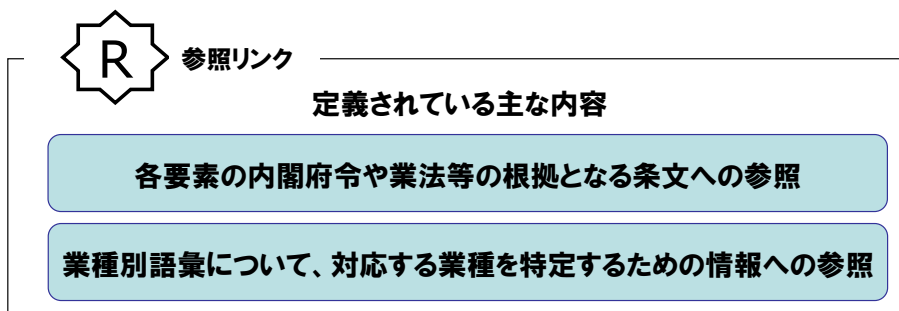 R 参照リンク
定義されている主な内容
各要素の内閣府令や業法等の根拠となる条文への参照
業種別語彙について、対応する業種を特定するための情報への参照